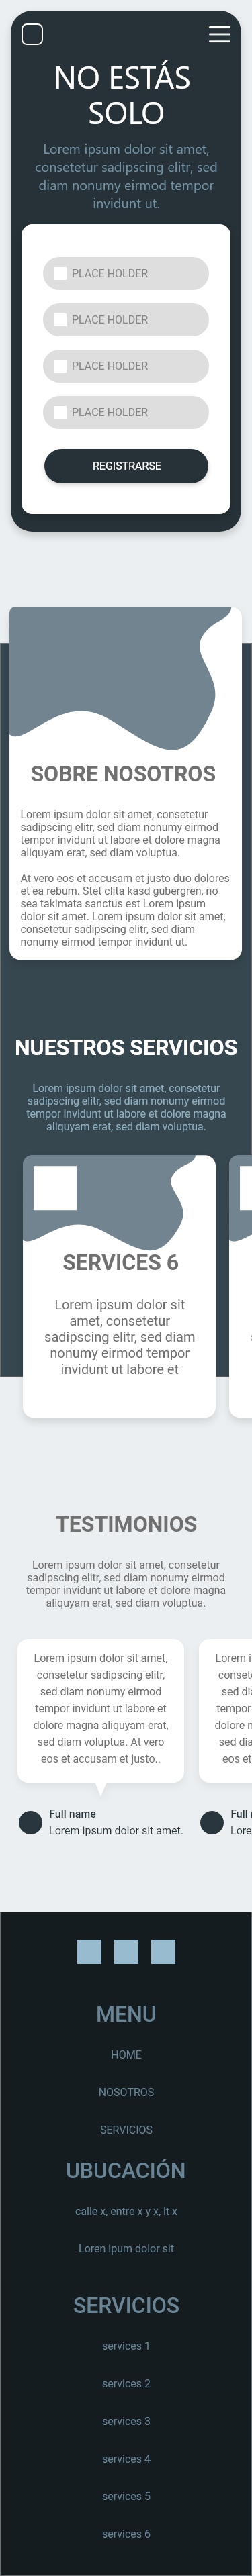 NO ESTÁS
SOLO
Lorem ipsum dolor sit amet,
consetetur sadipscing elitr, sed
diam nonumy eirmod tempor
invidunt ut.
PLACE HOLDER
PLACE HOLDER
PLACE HOLDER
PLACE HOLDER
REGISTRARSE
SOBRE NOSOTROS
Lorem ipsum dolor sit amet, consetetur
sadipscing elitr, sed diam nonumy eirmod
tempor invidunt ut labore et dolore magna
aliquyam erat, sed diam voluptua.
At vero eos et accusam et justo duo dolores
et ea rebum. Stet clita kasd gubergren, no
sea takimata sanctus est Lorem ipsum
dolor sit amet. Lorem ipsum dolor sit amet,
consetetur sadipscing elitr, sed diam
nonumy eirmod tempor invidunt ut.
NUESTROS SERVICIOS
Lorem ipsum dolor sit amet, consetetur
sadipscing elitr, sed diam nonumy eirmod
tempor invidunt ut labore et dolore magna
aliquyam erat, sed diam voluptua.
SERVICES 6
Lorem ipsum dolor sit
amet, consetetur
sadipscing elitr, sed diam
nonumy eirmod tempor
invidunt ut labore et
TESTIMONIOS
Lorem ipsum dolor sit amet, consetetur
sadipscing elitr, sed diam nonumy eirmod
tempor invidunt ut labore et dolore magna
aliquyam erat, sed diam voluptua.
Lorem ipsum dolor sit amet,
consetetur sadipscing elitr,
sed diam nonumy eirmod
tempor invidunt ut labore et
dolore magna aliquyam erat,
sed diam voluptua. At vero
eos et accusam et justo..
Full name
Lorem ipsum dolor sit amet.
Lorem i
conset
sed di
tempor
dolore n
sed dia
eos et
Full
Lore
MENU
HOME
NOSOTROS
SERVICIOS
UBUCACIÓN
calle x, entre x y x, lt x
Loren ipum dolor sit
SERVICIOS
services 1
services 2
services 3
services 4
services 5
services 6